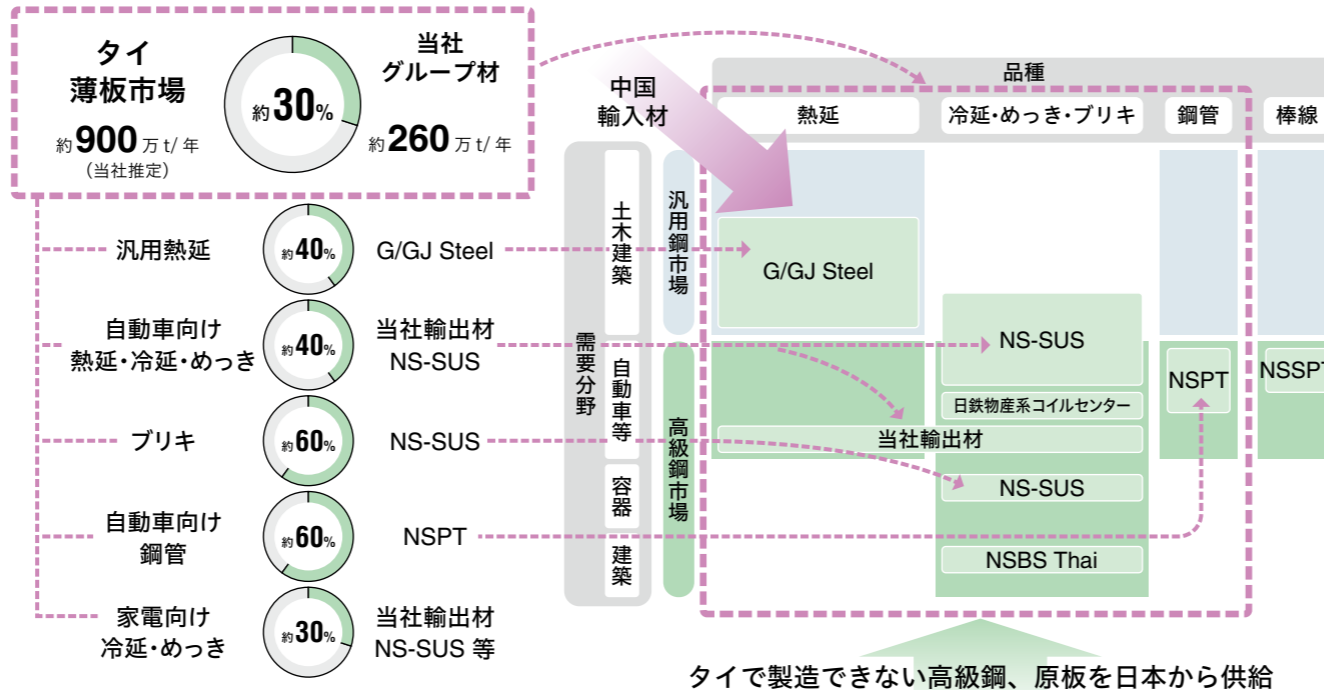 タイ
薄板市場
約900万t/年
(当社推定)
約30%
当社
グループ材
約260万t/年
汎用熱延
約40%
G/GJ Steel
自動車向け
熱延・冷延・めっき
約40%
当社輸出材
NS-SUS
ブリキ
約60%
NS-SUS
自動車向け
鋼管
約60%
NSPT
家電向け
冷延・めっき
約30%
当社輸出材
NS-SUS 等
中国
輸入材
品種
熱延
冷延・めっき・ブリキ
鋼管
棒線
需要分野
土木建築
自動車等
容器
建築
汎用鋼市場
高級鋼市場
G/GJ Steel
NS-SUS
日鉄物産系コイルセンター
当社輸出材
NS-SUS
NSBS Thai
NSPT
NSSPT
タイで製造できない高級鋼、原板を日本から供給